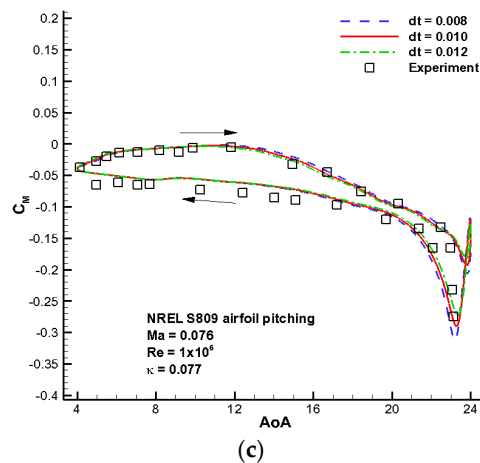 dt = 0.008
dt = 0.010
dt = 0.012
Experiment
0.2
0.15
0.1
0.05
0
-0.05
-0.1
-0.15
-0.2
-0.25
-0.3
-0.35
-0.4
C_M
NREL S809 airfoil pitching
Ma = 0.076
Re = 1x10⁶
κ = 0.077
4 8 12 16 20 24
AoA
(c)